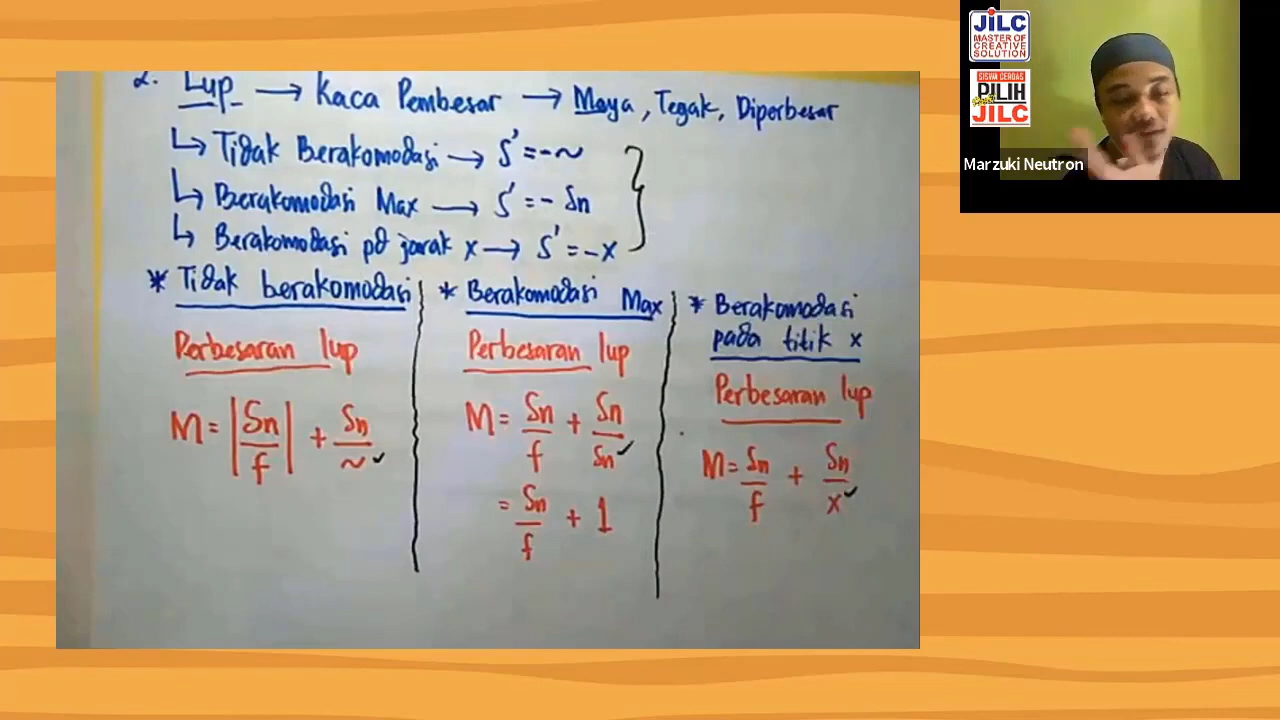 2. Lup → Kaca Pembesar → Maya, Tegak, Diperbesar
↳ Tidak Berakomodasi → S' = -~
↳ Berakomodasi Max → S' = - Sn
↳ Berakomodasi pd jarak x → S' = -x
* Tidak berakomodasi
Perbesaran lup
M = |Sn/f| + Sn/~ ✓
* Berakomodasi Max
Perbesaran lup
M = Sn/f + Sn/Sn ✓
= Sn/f + 1
* Berakomodasi
pada titik x
Perbesaran lup
M = Sn/f + Sn/x ✓
JILC
MASTER OF
CREATIVE
SOLUTION
SISWA CERDAS
PILIH
JILC
Marzuki Neutron